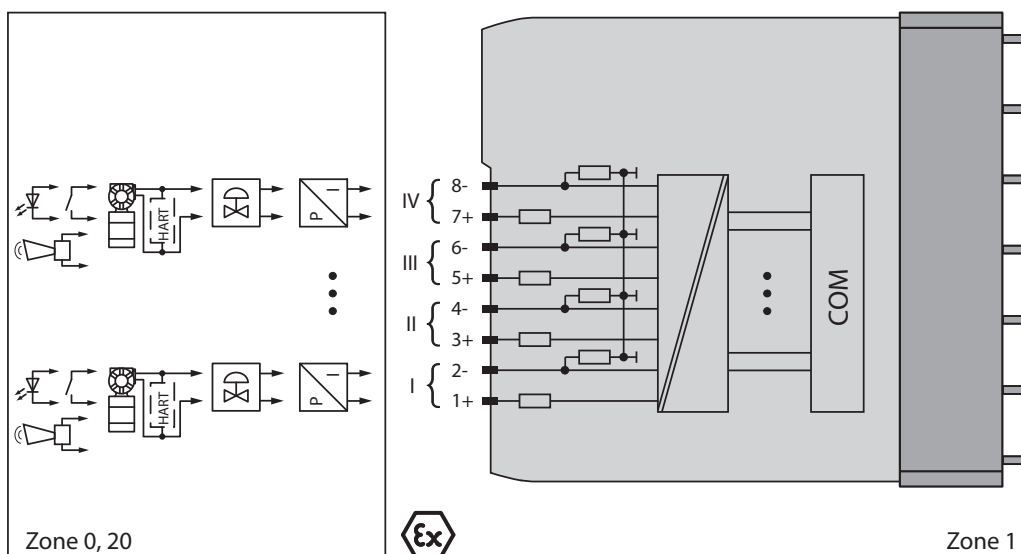 HART
P I
IV
8-
7+
III
6-
5+
II
4-
3+
I
2-
1+
COM
HART
P I
Zone 0, 20
Ex
Zone 1